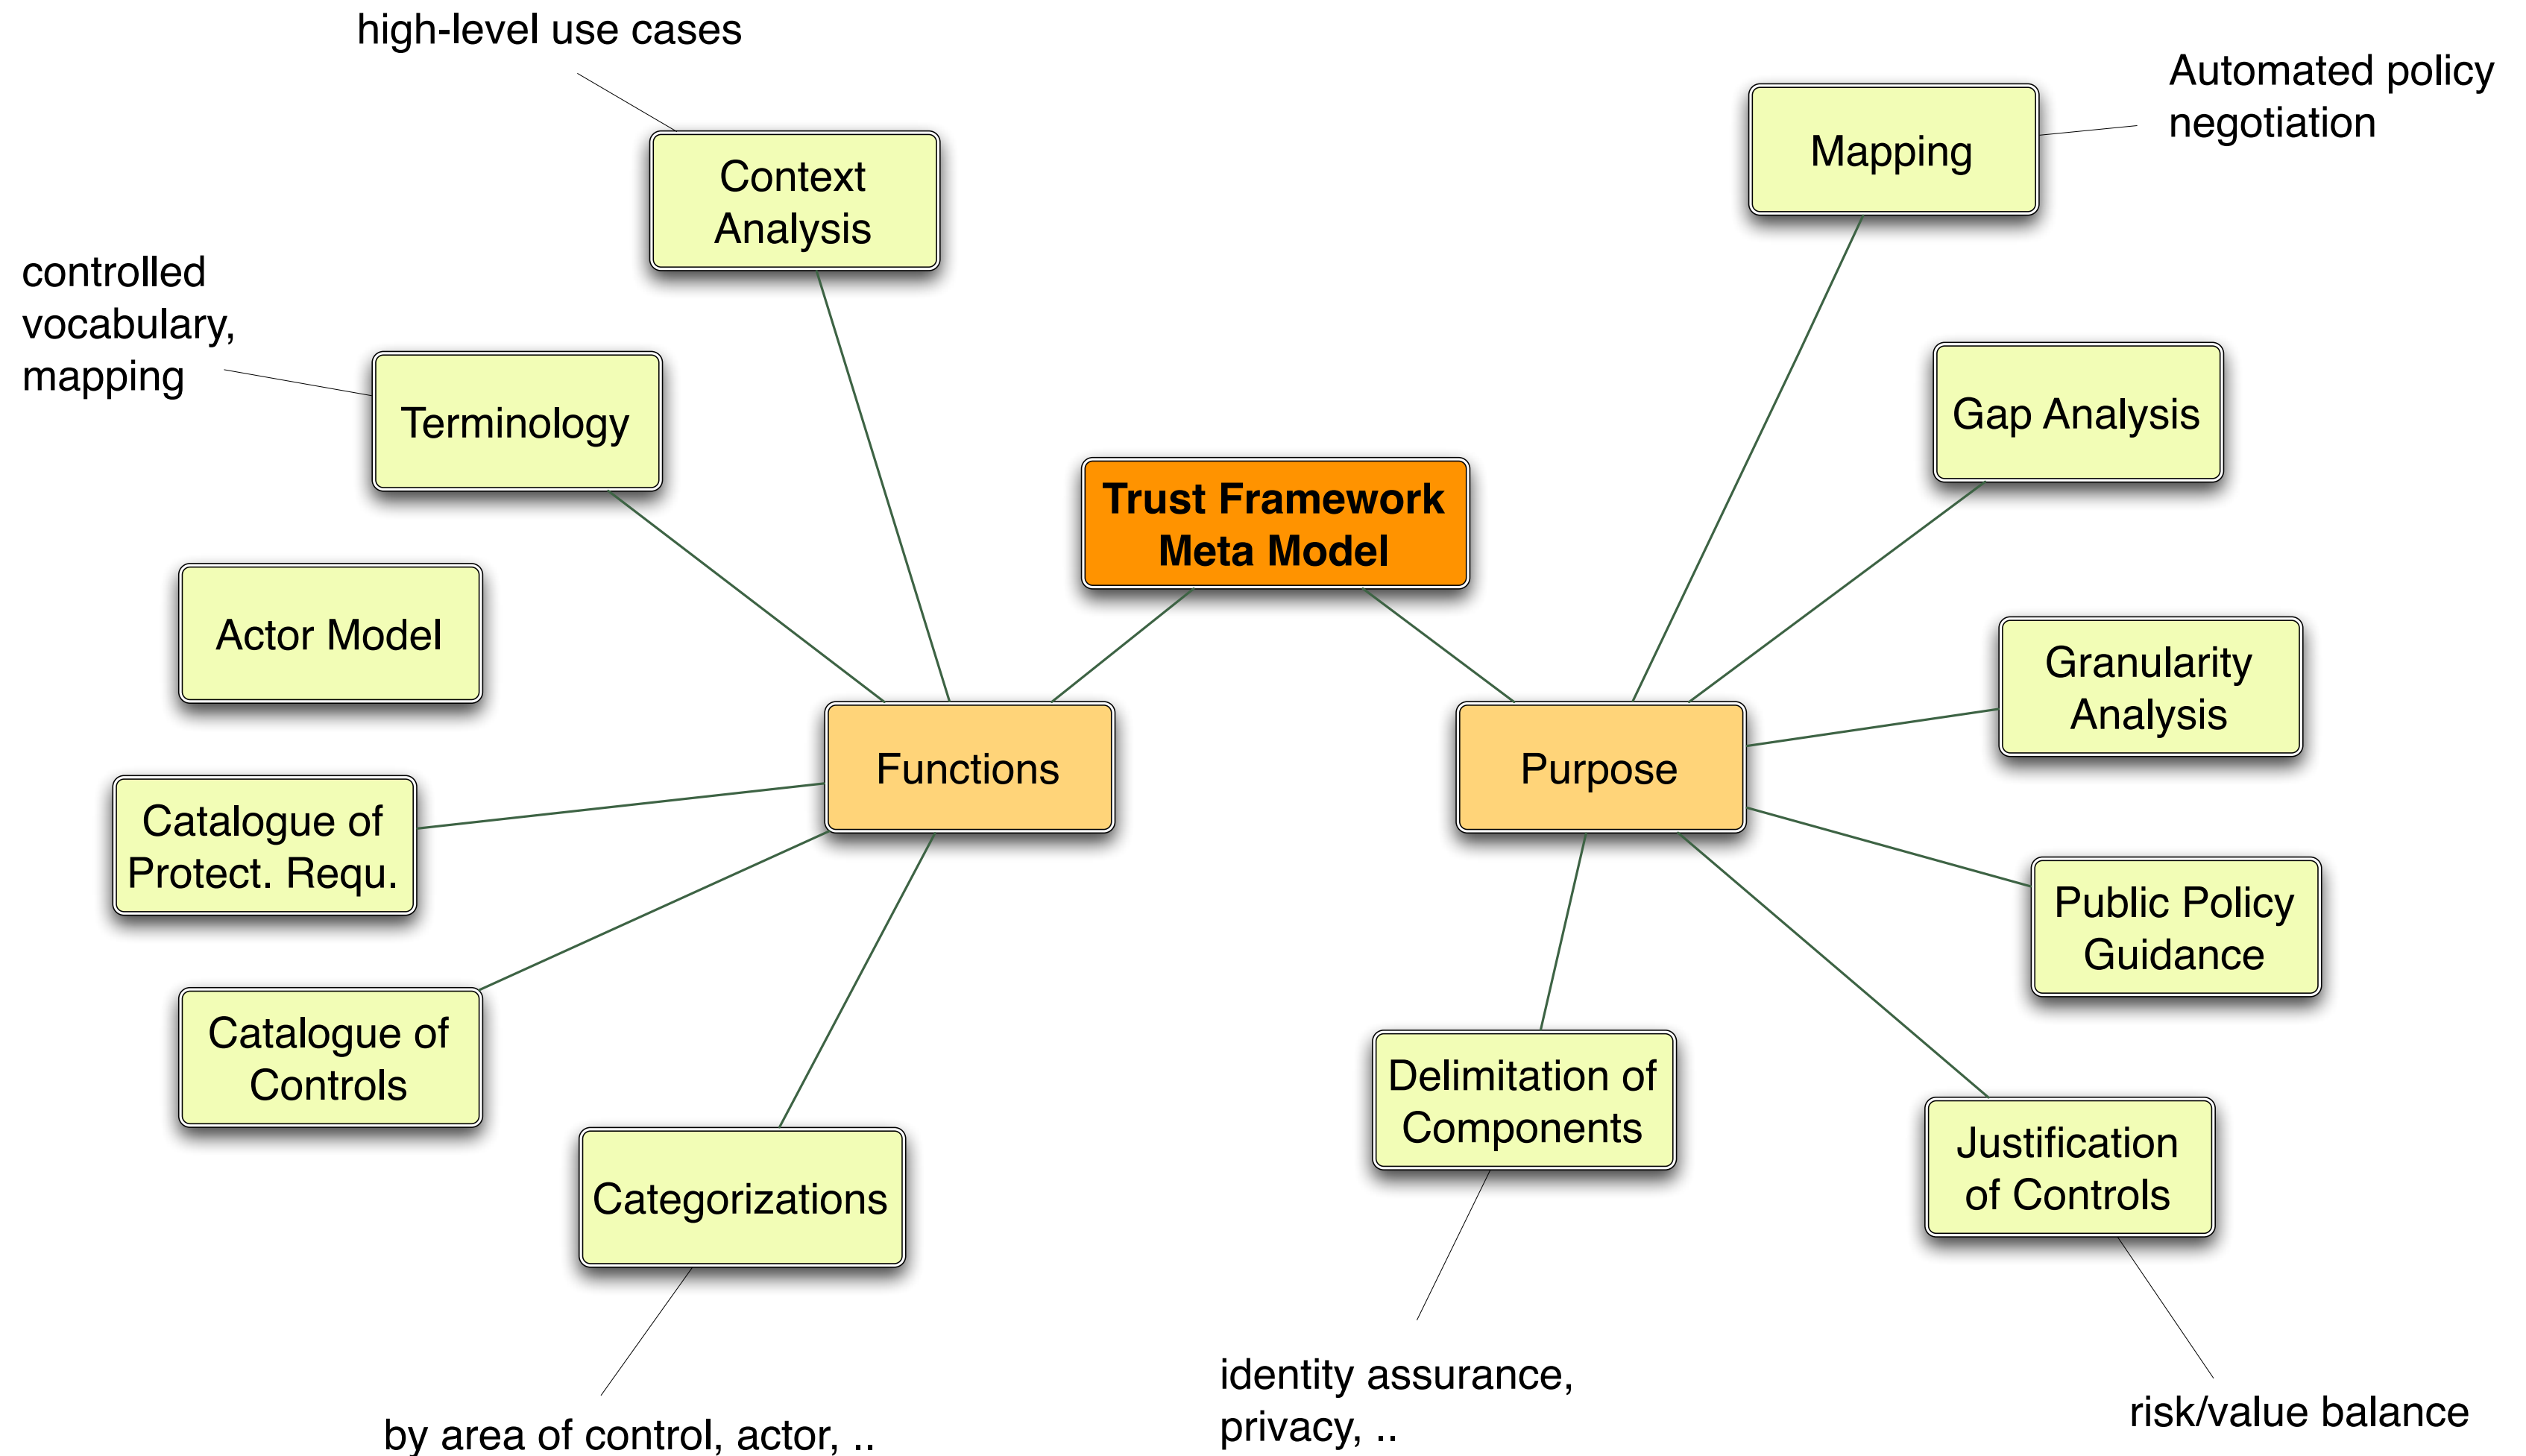 high-level use cases
Automated policy
negotiation
Mapping
Context
Analysis
controlled
vocabulary,
mapping
Terminology
Gap Analysis
Trust Framework
Meta Model
Actor Model
Granularity
Analysis
Functions
Purpose
Catalogue of
Protect. Requ.
Public Policy
Guidance
Catalogue of
Controls
Delimitation of
Components
Justification
of Controls
Categorizations
identity assurance,
privacy, ..
risk/value balance
by area of control, actor, ..